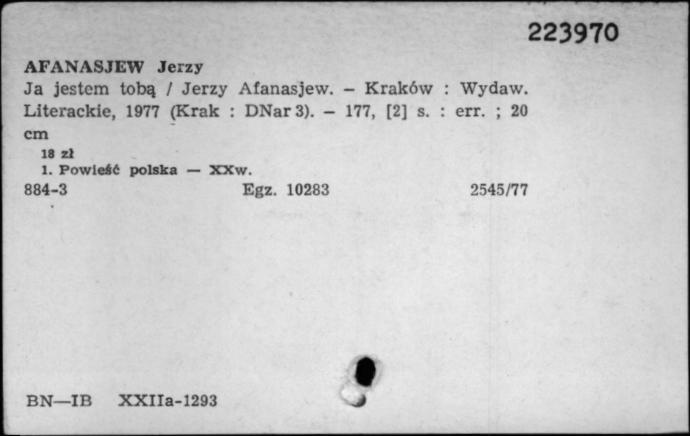 223970
AFANASJEW Jerzy
Ja jestem tobą / Jerzy Afanasjew. — Kraków : Wydaw.
Literackie, 1977 (Krak : DNar 3). — 177, [2] s. : err. ; 20
cm
18 zł
1. Powieść polska — XX w.
884-3 Egz. 10283 2545/77
BN—IB XXIIa-1293